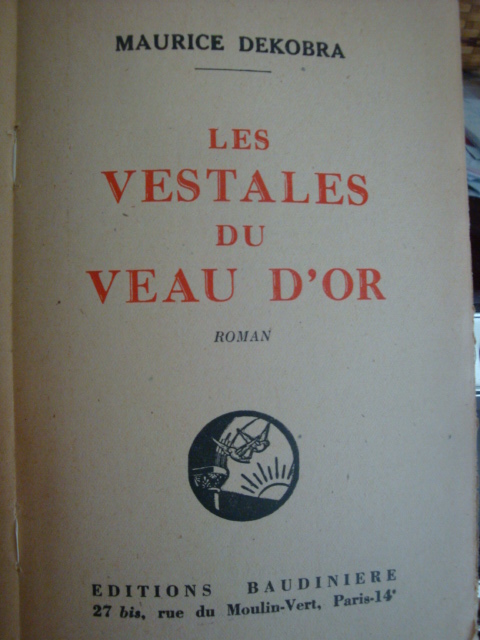 MAURICE DEKOBRA
LES
VESTALES
DU
VEAU D'OR
ROMAN
EDITIONS BAUDINIERE
27 bis, rue du Moulin-Vert, Paris-14e